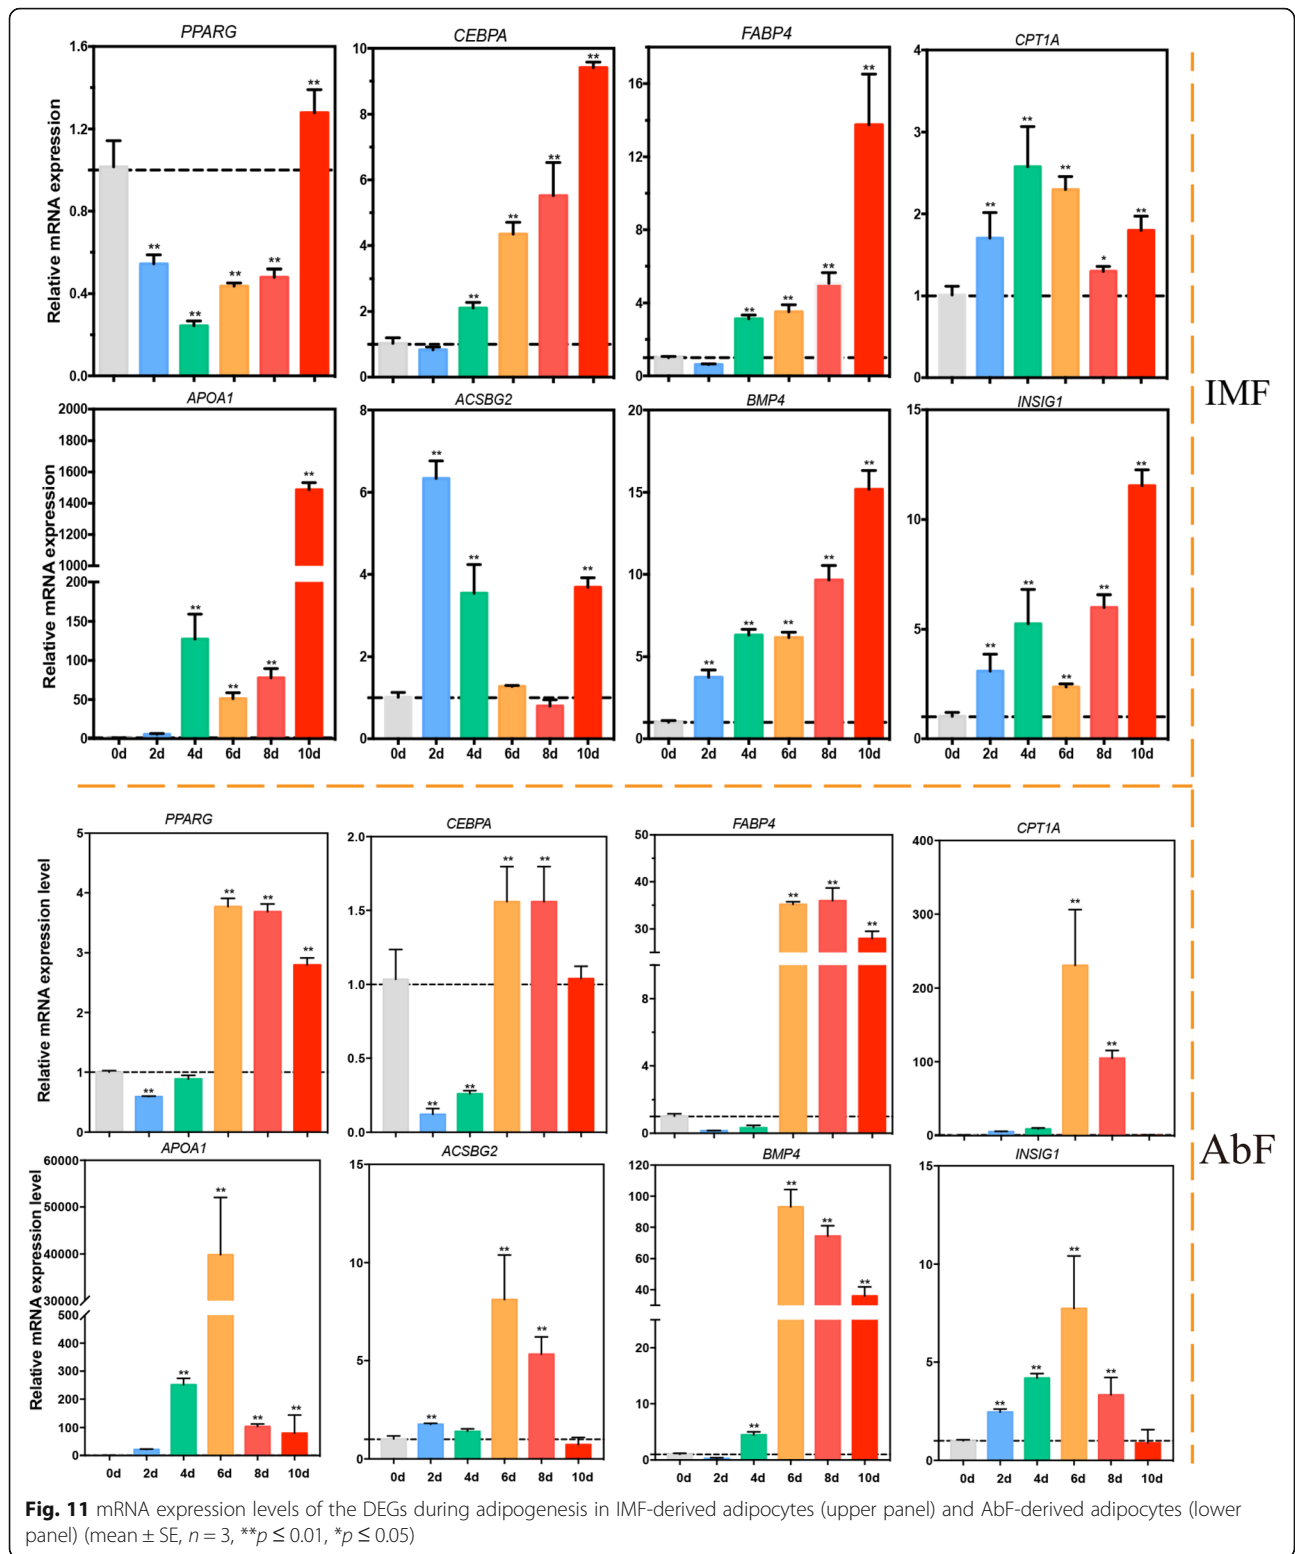 PPARG
CEBPA
FABP4
CPT1A
Relative mRNA expression
1.6
1.2
0.8
0.4
0.0
** ** ** ** **
10
8
6
4
2
0
** ** ** **
16
12
8
4
0
** ** ** **
4
3
2
1
0
** ** ** * **
IMF
APOA1
ACSBG2
BMP4
INSIG1
Relative mRNA expression
2000
1800
1600
1400
1200
1000
200
150
100
50
0
** ** ** **
0d 2d 4d 6d 8d 10d
8
6
4
2
0
** ** **
0d 2d 4d 6d 8d 10d
20
15
10
5
0
** ** ** ** **
0d 2d 4d 6d 8d 10d
15
10
5
0
** ** ** ** **
0d 2d 4d 6d 8d 10d
PPARG
CEBPA
FABP4
CPT1A
Relative mRNA expression level
5
4
3
2
1
0
** ** ** **
2.0
1.5
1.0
0.5
0.0
** ** ** **
50
40
30
8
4
0
** ** **
400
300
200
100
0
** **
AbF
APOA1
ACSBG2
BMP4
INSIG1
Relative mRNA expression level
60000
50000
40000
30000
500
400
300
200
100
0
** ** ** **
0d 2d 4d 6d 8d 10d
15
10
5
0
** ** **
0d 2d 4d 6d 8d 10d
120
100
80
60
40
20
10
0
** ** ** **
0d 2d 4d 6d 8d 10d
15
10
5
0
** ** ** **
0d 2d 4d 6d 8d 10d
Fig. 11 mRNA expression levels of the DEGs during adipogenesis in IMF-derived adipocytes (upper panel) and AbF-derived adipocytes (lower
panel) (mean ± SE, n = 3, **p ≤ 0.01, *p ≤ 0.05)